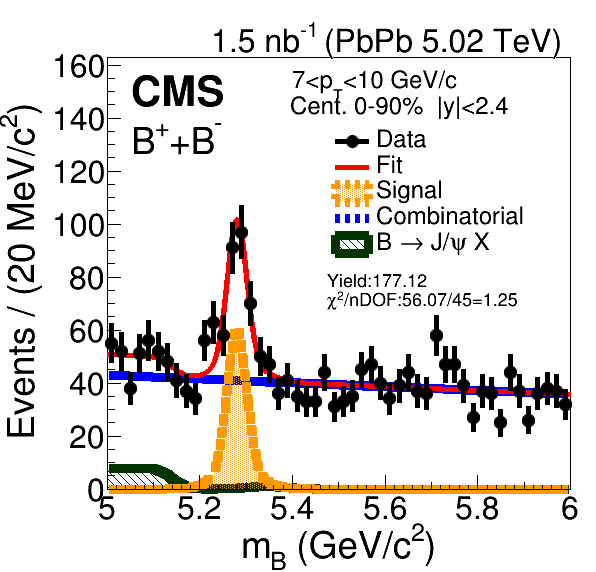 1.5 nb⁻¹ (PbPb 5.02 TeV)
CMS
B⁺+B⁻
7<p_T<10 GeV/c
Cent. 0-90% |y|<2.4
Data
Fit
Signal
Combinatorial
B → J/ψ X
Yield:177.12
χ²/nDOF:56.07/45=1.25
Events / (20 MeV/c²)
160
140
120
100
80
60
40
20
0
5 5.2 5.4 5.6 5.8 6
m_B (GeV/c²)